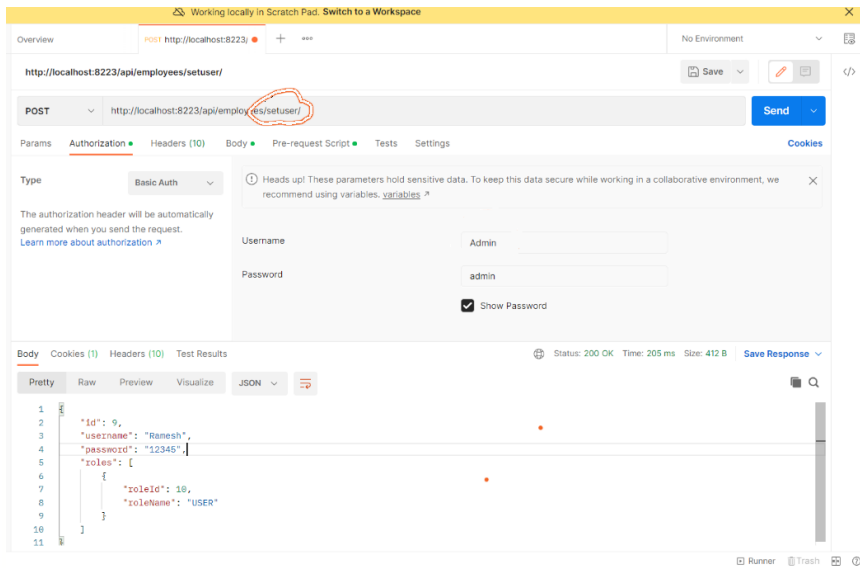 Working locally in Scratch Pad. Switch to a Workspace
Overview POST http://localhost:8223/ No Environment
http://localhost:8223/api/employees/setuser/ Save
POST http://localhost:8223/api/employees/setuser/ Send
Params Authorization Headers (10) Body Pre-request Script Tests Settings Cookies
Type Basic Auth
The authorization header will be automatically
generated when you send the request.
Learn more about authorization ↗
Heads up! These parameters hold sensitive data. To keep this data secure while working in a collaborative environment, we
recommend using variables. variables ↗
Username Admin
Password admin
Show Password
Body Cookies (1) Headers (10) Test Results Status: 200 OK Time: 205 ms Size: 412 B Save Response
Pretty Raw Preview Visualize JSON
1 {
2 "id": 9,
3 "username": "Ramesh",
4 "password": "12345",
5 "roles": [
6 {
7 "roleId": 10,
8 "roleName": "USER"
9 }
10 ]
11 }
Runner Trash